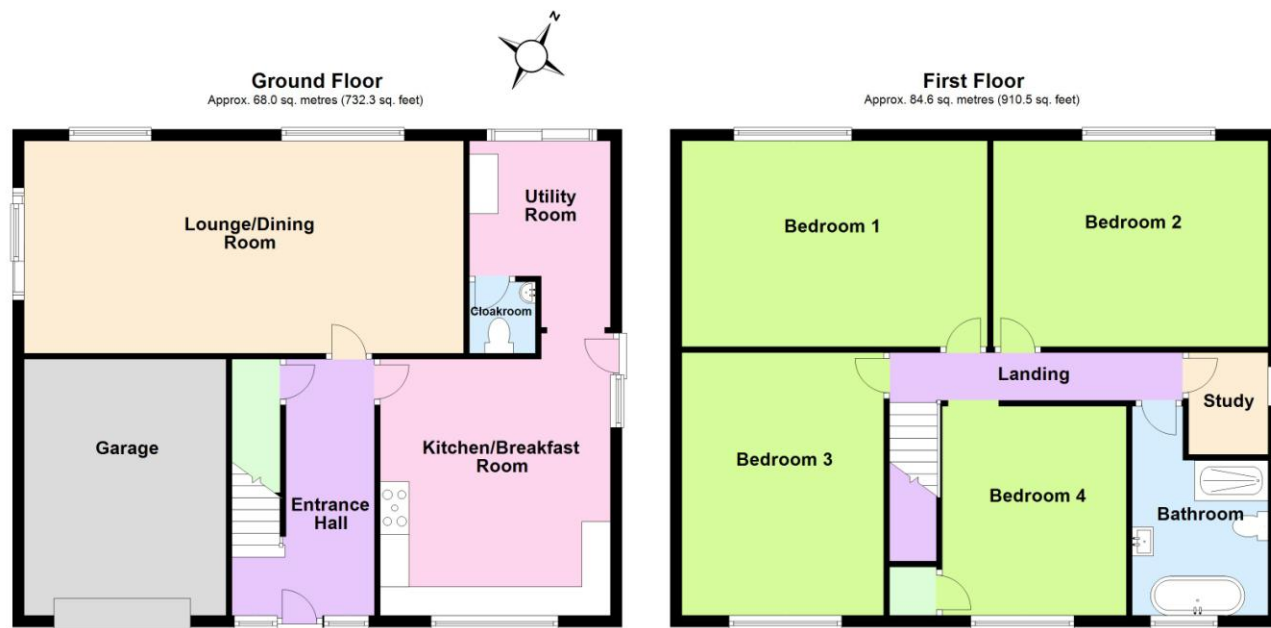 N
Ground Floor
Approx. 68.0 sq. metres (732.3 sq. feet)
Lounge/Dining
Room
Utility
Room
Cloakroom
Garage
Entrance
Hall
Kitchen/Breakfast
Room
First Floor
Approx. 84.6 sq. metres (910.5 sq. feet)
Bedroom 1
Bedroom 2
Landing
Study
Bedroom 3
Bedroom 4
Bathroom